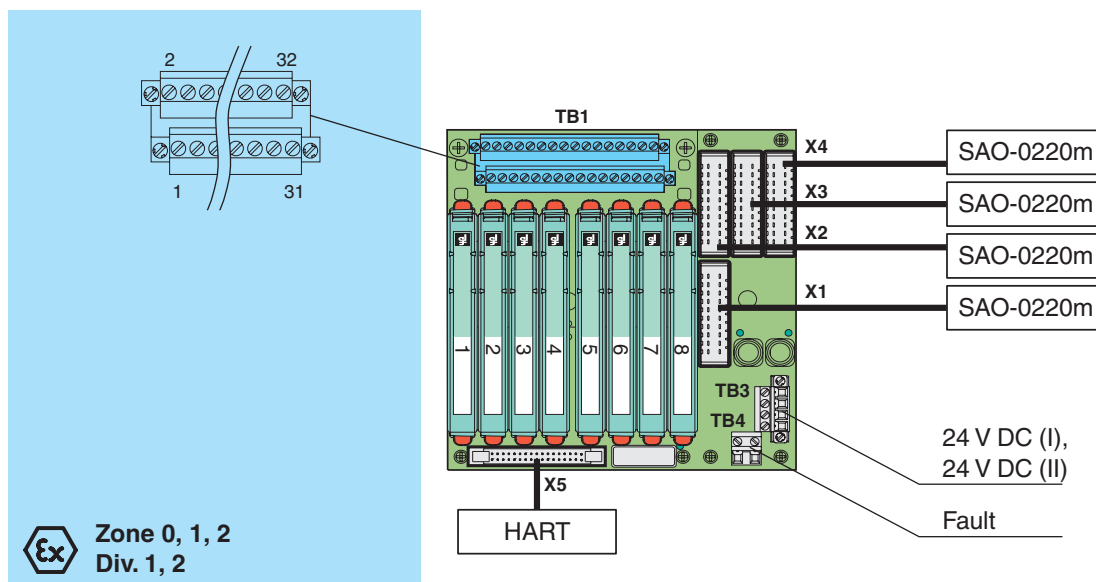 2 32
1 31
TB1
X4
SAO-0220m
X3
SAO-0220m
X2
SAO-0220m
X1
SAO-0220m
1 2 3 4 5 6 7 8
TB3
TB4
24 V DC (I),
24 V DC (II)
X5
HART
Fault
Ex
Zone 0, 1, 2
Div. 1, 2